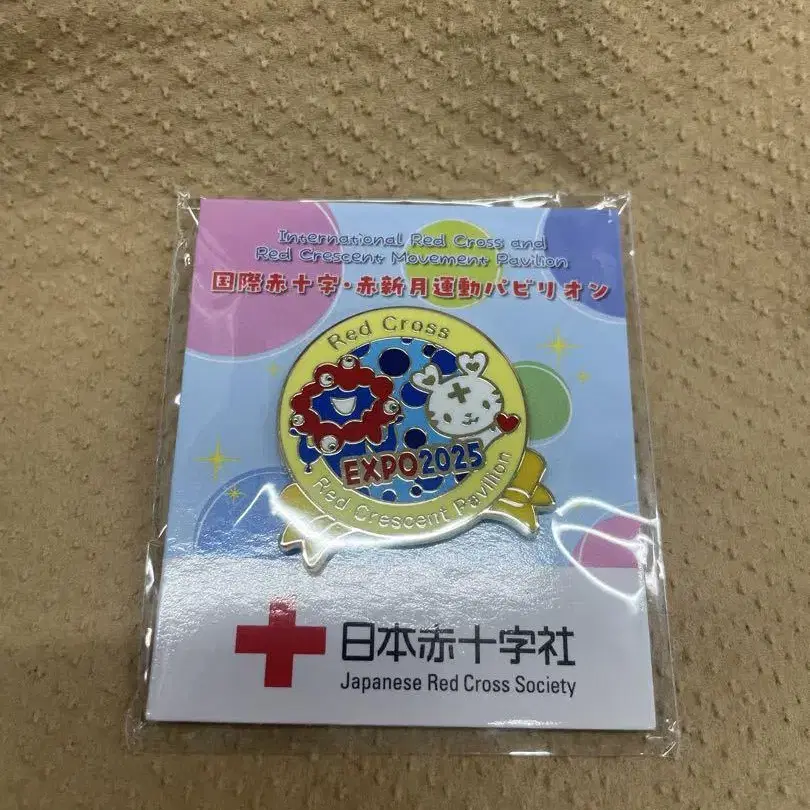 International Red Cross and
Red Crescent Movement Pavilion
国際赤十字・赤新月運動パビリオン
Red Cross
EXPO2025
Red Crescent Pavilion
日本赤十字社
Japanese Red Cross Society